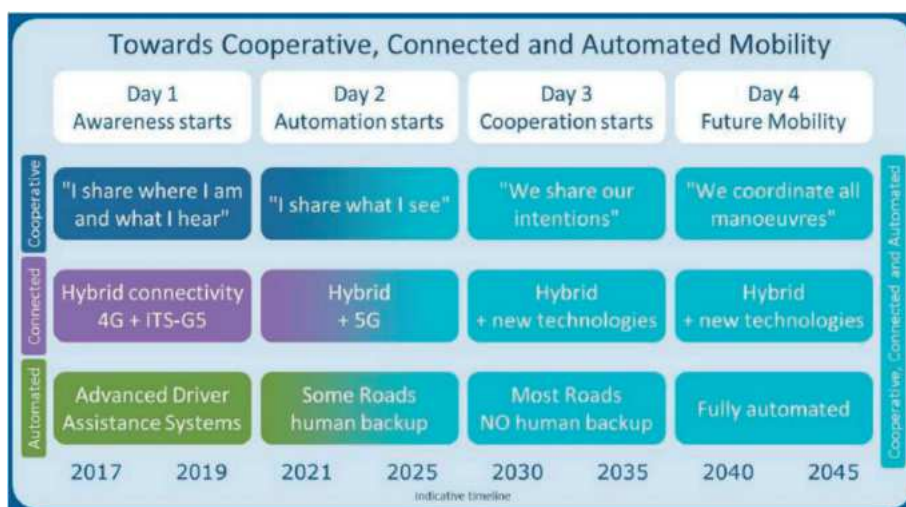 Towards Cooperative, Connected and Automated Mobility
Day 1
Awareness starts
Day 2
Automation starts
Day 3
Cooperation starts
Day 4
Future Mobility
Cooperative
"I share where I am
and what I hear"
"I share what I see"
"We share our
intentions"
"We coordinate all
manoeuvres"
Connected
Hybrid connectivity
4G + ITS-G5
Hybrid
+ 5G
Hybrid
+ new technologies
Hybrid
+ new technologies
Automated
Advanced Driver
Assistance Systems
Some Roads
human backup
Most Roads
NO human backup
Fully automated
Cooperative, Connected and Automated
2017 2019 2021 2025 2030 2035 2040 2045
Indicative timeline